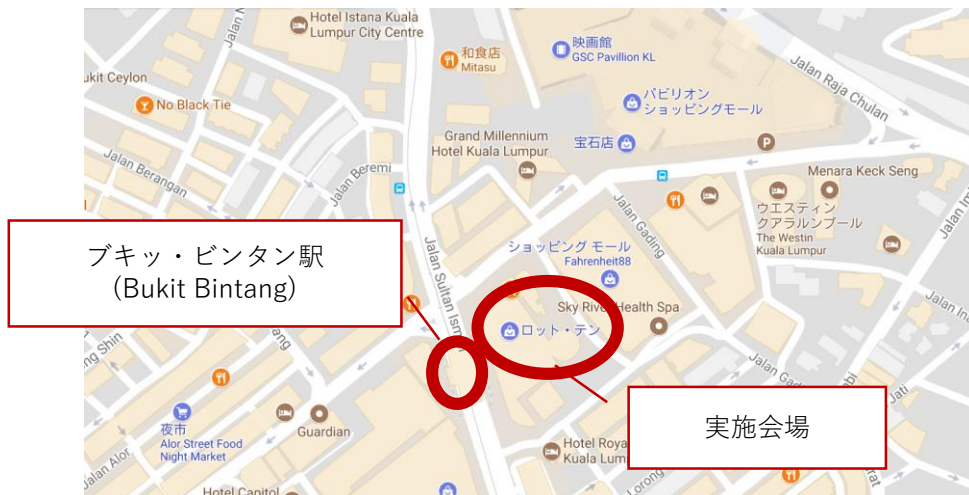 Hotel Istana Kuala
Lumpur City Centre
映画館
GSC Pavillion KL
和食店
Mitasu
Jalan Raja Chulan
ukit Ceylon
No Black Tie
パビリオン
ショッピングモール
宝石店
P
Grand Millennium
Hotel Kuala Lumpur
Jalan Berangan
Jalan Beremi
Menara Keck Seng
ウエスティン
クアラルンプール
The Westin
Kuala Lumpur
Jalan Gading
Jalan Sultan Ism
ショッピング モール
Fahrenheit88
ブキッ・ビンタン駅
(Bukit Bintang)
Sky River Health Spa
ロット・テン
Jalan Gad
Jati
実施会場
夜市
Alor Street Food
Night Market
Guardian
Jalan Alor
Hotel Roya
Kuala Lum
Lorong
Hotel Capitol